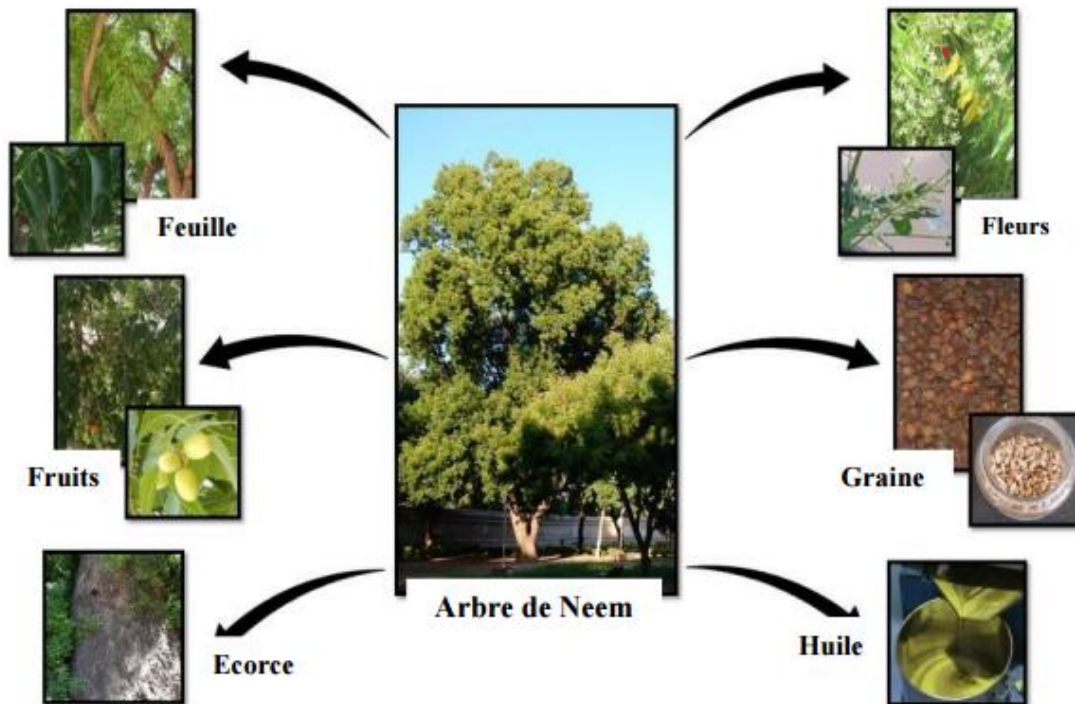 Feuille
Fleurs
Fruits
Graine
Arbre de Neem
Ecorce
Huile